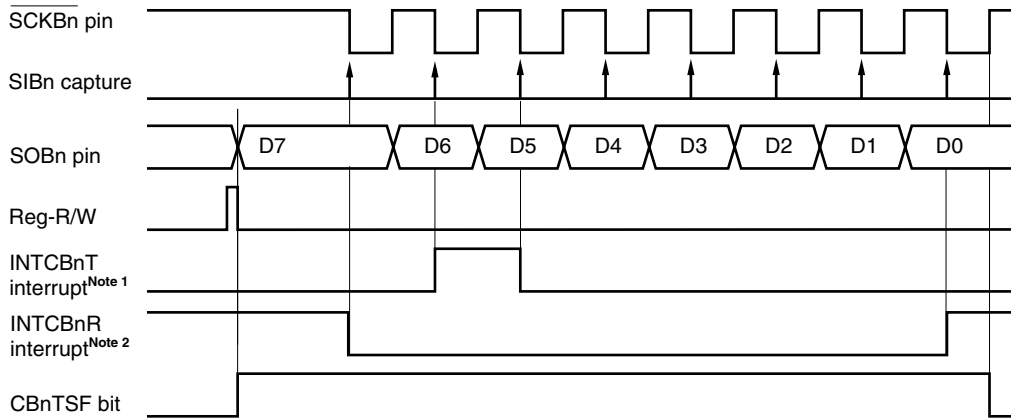 SCKBn pin
SIBn capture
SOBn pin
D7 D6 D5 D4 D3 D2 D1 D0
Reg-R/W
INTCBnT
interruptNote 1
INTCBnR
interruptNote 2
CBnTSF bit